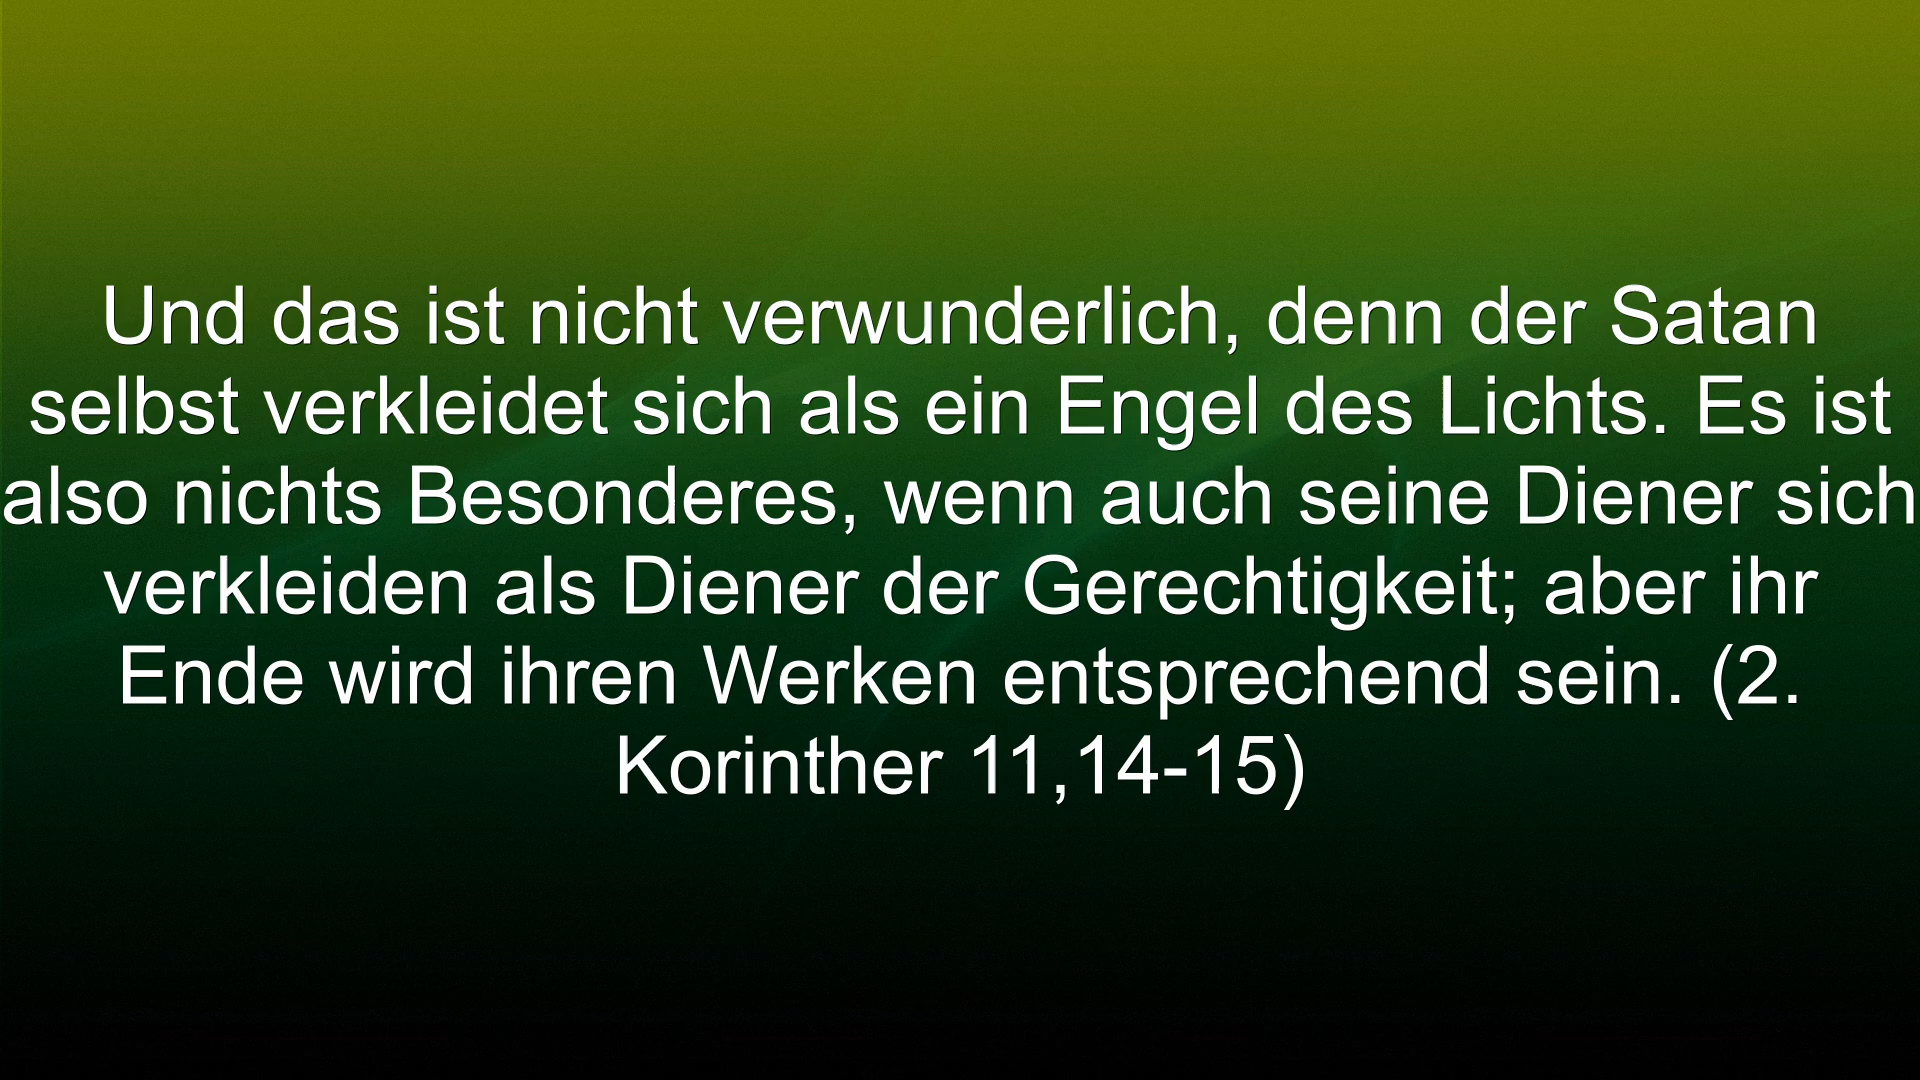 Und das ist nicht verwunderlich, denn der Satan
selbst verkleidet sich als ein Engel des Lichts. Es ist
also nichts Besonderes, wenn auch seine Diener sich
verkleiden als Diener der Gerechtigkeit; aber ihr
Ende wird ihren Werken entsprechend sein. (2.
Korinther 11,14-15)